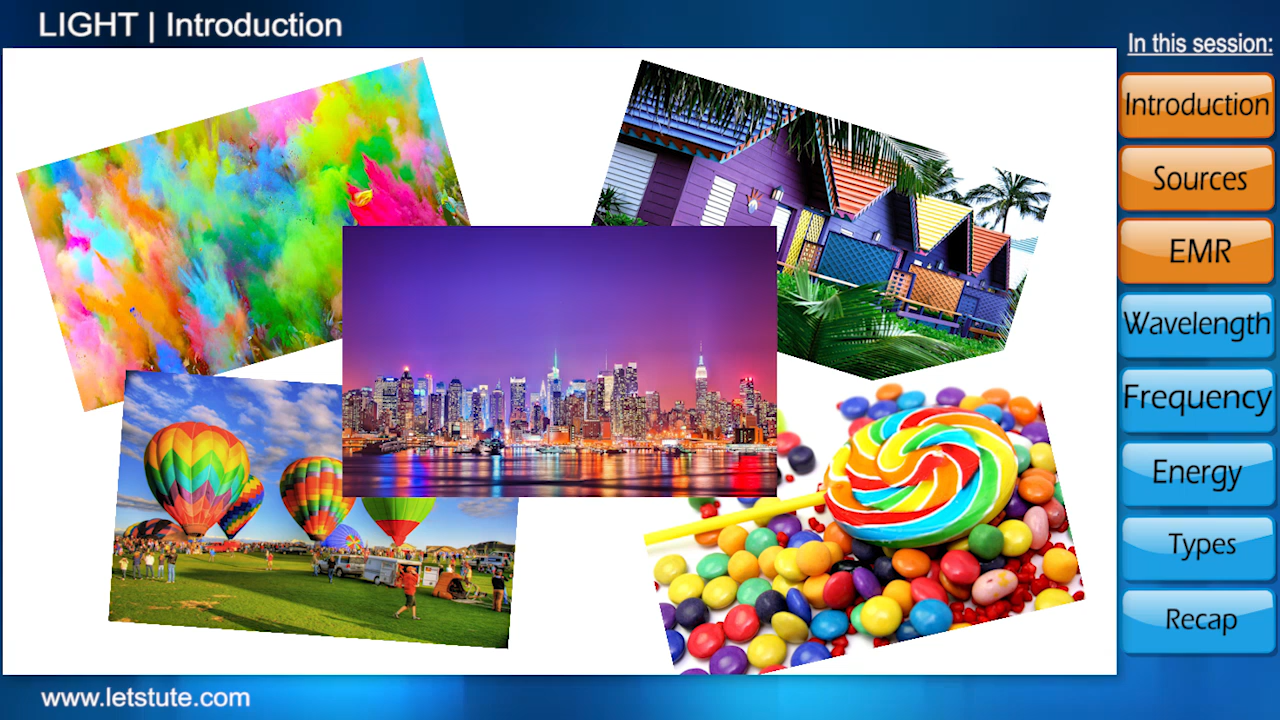 LIGHT | Introduction
In this session:
Introduction
Sources
EMR
Wavelength
Frequency
Energy
Types
Recap
www.letstute.com